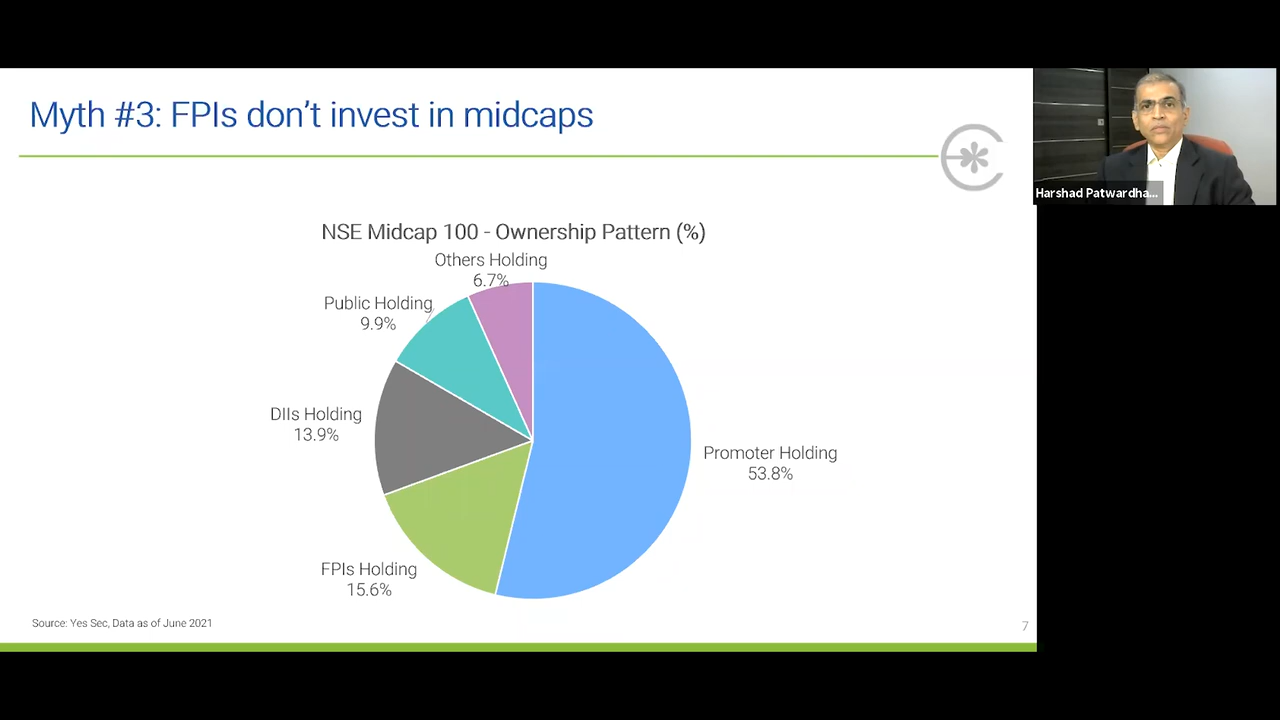 Myth #3: FPIs don’t invest in midcaps
Harshad Patwardha...
NSE Midcap 100 - Ownership Pattern (%)
Others Holding
6.7%
Public Holding
9.9%
DIIs Holding
13.9%
Promoter Holding
53.8%
FPIs Holding
15.6%
Source: Yes Sec, Data as of June 2021
7